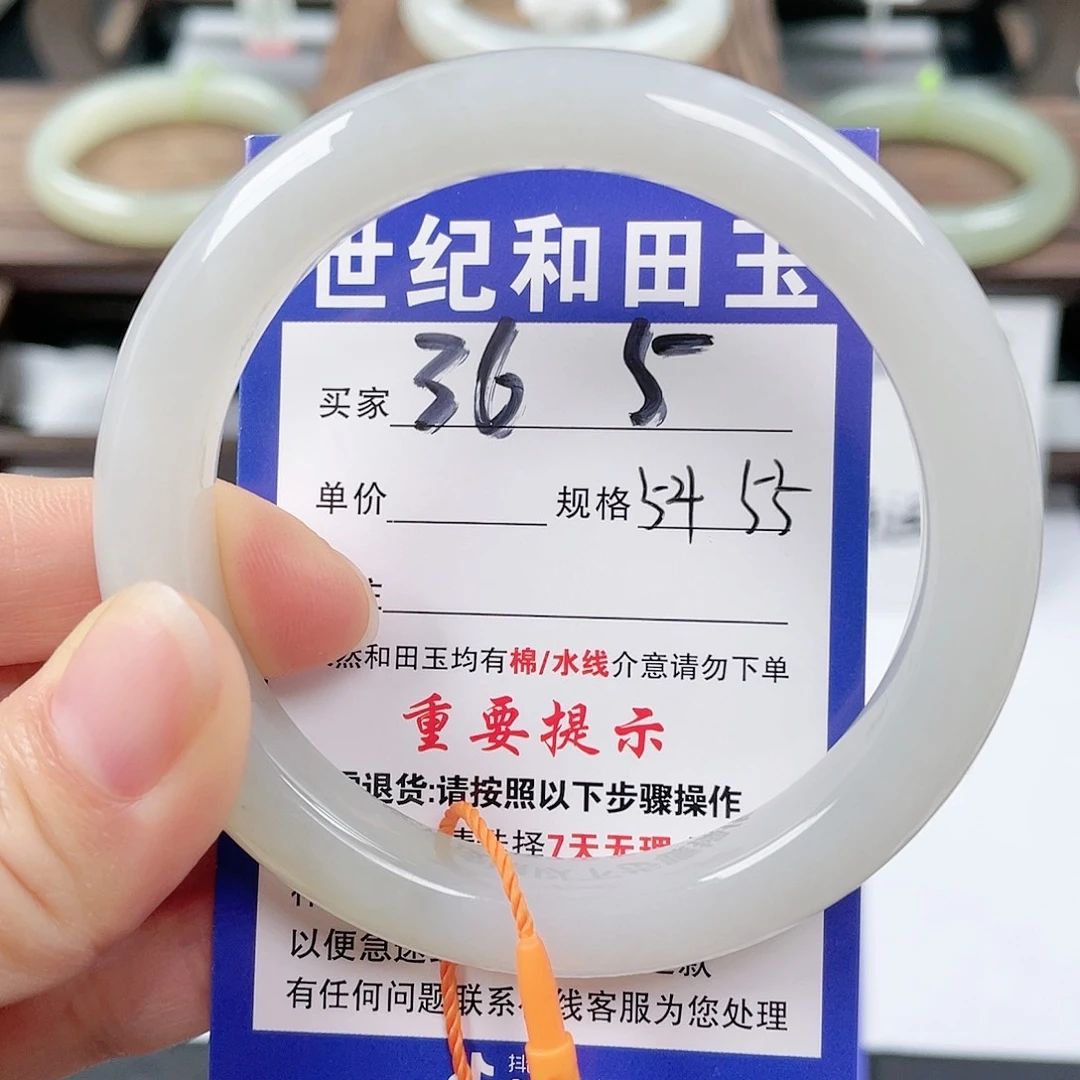 世纪和田玉
买家 36 5
单价 规格 54 55
然和田玉均有棉/水线介意请勿下单
重要提示
退货:请按照以下步骤操作
选择7天无理
以便急速
有任何问题联系 线客服为您处理
抖